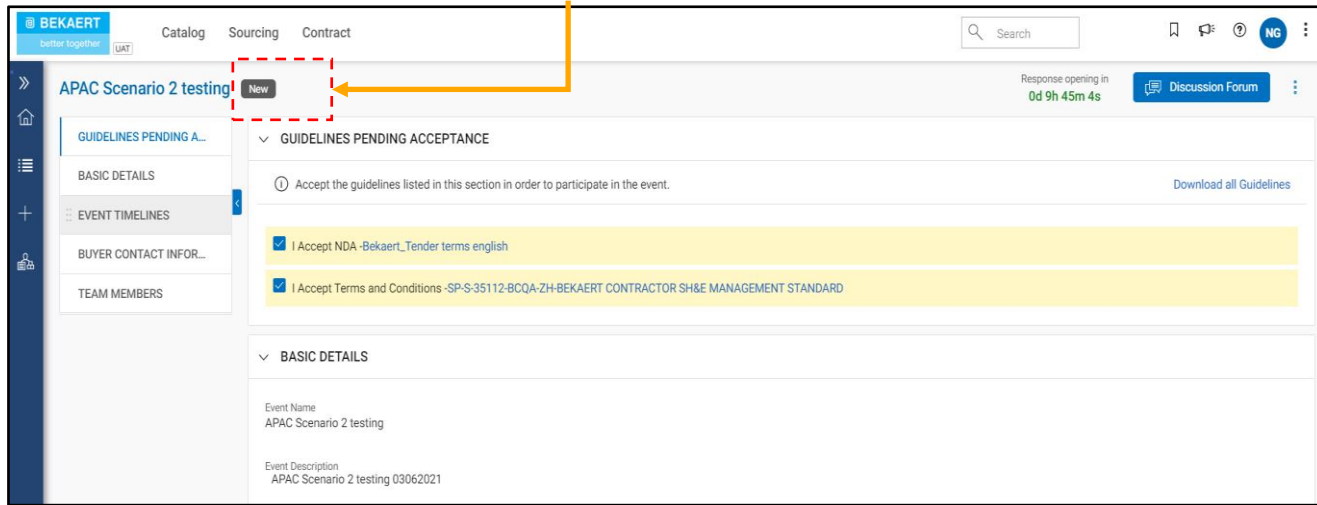 BEKAERT
better together
UAT
Catalog Sourcing Contract
Search
NG
APAC Scenario 2 testing New
Response opening in
0d 9h 45m 4s
Discussion Forum
GUIDELINES PENDING A...
BASIC DETAILS
EVENT TIMELINES
BUYER CONTACT INFOR...
TEAM MEMBERS
GUIDELINES PENDING ACCEPTANCE
Accept the guidelines listed in this section in order to participate in the event.
Download all Guidelines
I Accept NDA -Bekaert_Tender terms english
I Accept Terms and Conditions -SP-S-35112-BCQA-ZH-BEKAERT CONTRACTOR SH&E MANAGEMENT STANDARD
BASIC DETAILS
Event Name
APAC Scenario 2 testing
Event Description
APAC Scenario 2 testing 03062021